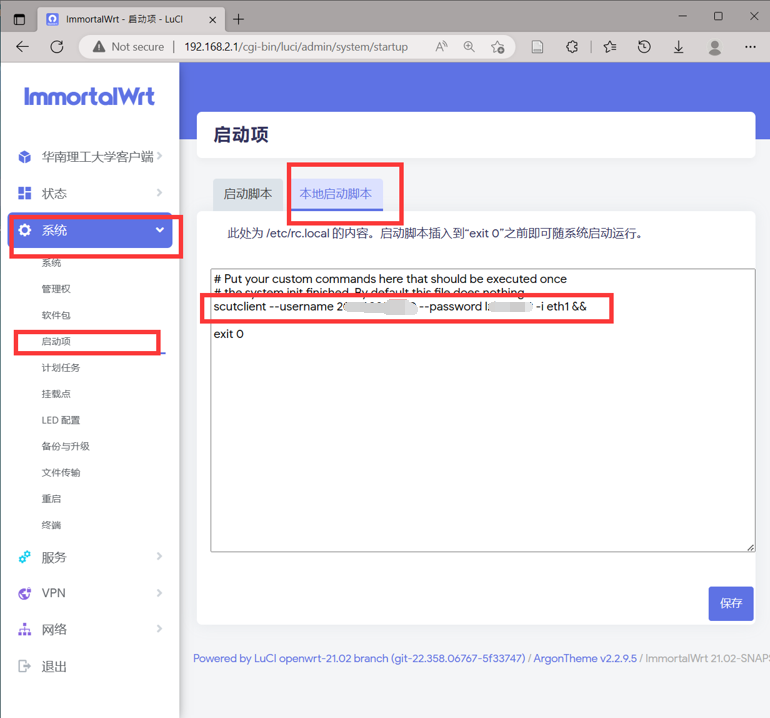 ImmortalWrt - 启动项 - LuCI
Not secure
192.168.2.1/cgi-bin/luci/admin/system/startup
ImmortalWrt
华南理工大学客户端
状态
系统
系统
管理权
软件包
启动项
计划任务
挂载点
LED 配置
备份与升级
文件传输
重启
终端
服务
VPN
网络
退出
启动项
启动脚本
本地启动脚本
此处为 /etc/rc.local 的内容。启动脚本插入到“exit 0”之前即可随系统启动运行。
# Put your custom commands here that should be executed once
# the system init finished. By default this file does nothing.
scutclient --username 2 --password l -i eth1 &&
exit 0
保存
Powered by LuCI openwrt-21.02 branch (git-22.358.06767-5f33747) / ArgonTheme v2.2.9.5 / ImmortalWrt 21.02-SNAPS